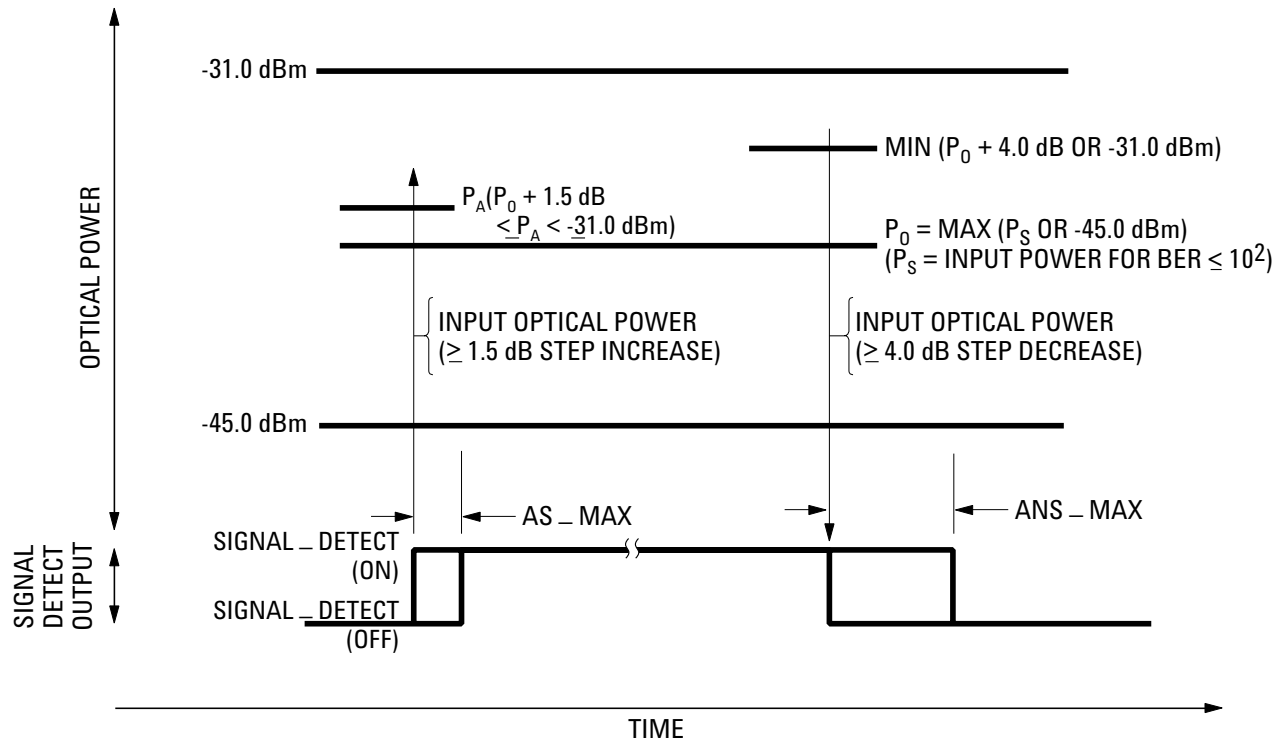 -31.0 dBm
MIN (P0 + 4.0 dB OR -31.0 dBm)
PA(P0 + 1.5 dB
< PA < -31.0 dBm)
P0 = MAX (PS OR -45.0 dBm)
(PS = INPUT POWER FOR BER ≤ 102)
INPUT OPTICAL POWER
(≥ 1.5 dB STEP INCREASE)
INPUT OPTICAL POWER
(≥ 4.0 dB STEP DECREASE)
OPTICAL POWER
-45.0 dBm
AS _ MAX
ANS _ MAX
SIGNAL _ DETECT
(ON)
SIGNAL _ DETECT
(OFF)
SIGNAL
DETECT
OUTPUT
TIME